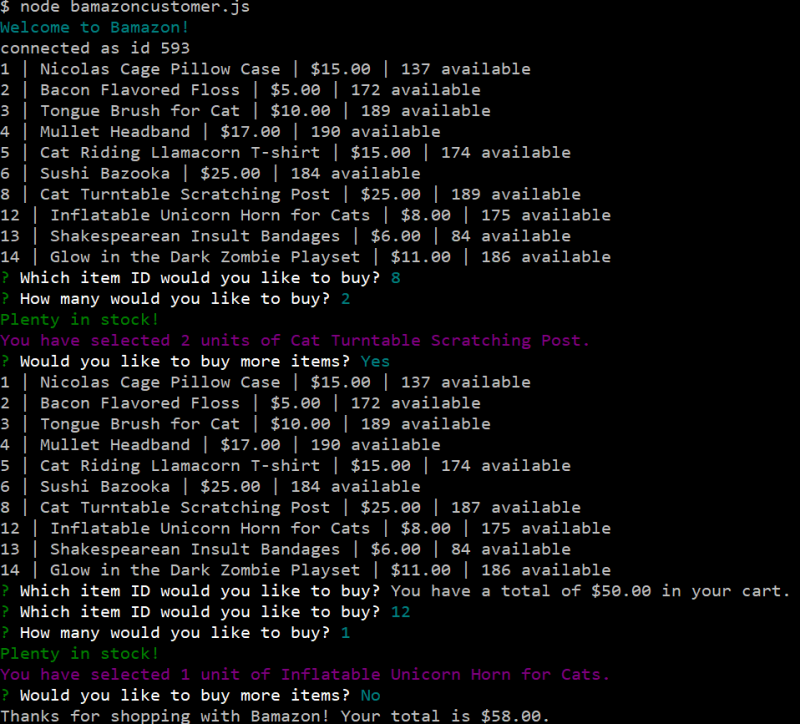 $ node bamazoncustomer.js
Welcome to Bamazon!
connected as id 593
1 | Nicolas Cage Pillow Case | $15.00 | 137 available
2 | Bacon Flavored Floss | $5.00 | 172 available
3 | Tongue Brush for Cat | $10.00 | 189 available
4 | Mullet Headband | $17.00 | 190 available
5 | Cat Riding Llamacorn T-shirt | $15.00 | 174 available
6 | Sushi Bazooka | $25.00 | 184 available
8 | Cat Turntable Scratching Post | $25.00 | 189 available
12 | Inflatable Unicorn Horn for Cats | $8.00 | 175 available
13 | Shakespearean Insult Bandages | $6.00 | 84 available
14 | Glow in the Dark Zombie Playset | $11.00 | 186 available
? Which item ID would you like to buy? 8
? How many would you like to buy? 2
Plenty in stock!
You have selected 2 units of Cat Turntable Scratching Post.
? Would you like to buy more items? Yes
1 | Nicolas Cage Pillow Case | $15.00 | 137 available
2 | Bacon Flavored Floss | $5.00 | 172 available
3 | Tongue Brush for Cat | $10.00 | 189 available
4 | Mullet Headband | $17.00 | 190 available
5 | Cat Riding Llamacorn T-shirt | $15.00 | 174 available
6 | Sushi Bazooka | $25.00 | 184 available
8 | Cat Turntable Scratching Post | $25.00 | 187 available
12 | Inflatable Unicorn Horn for Cats | $8.00 | 175 available
13 | Shakespearean Insult Bandages | $6.00 | 84 available
14 | Glow in the Dark Zombie Playset | $11.00 | 186 available
? Which item ID would you like to buy? You have a total of $50.00 in your cart.
? Which item ID would you like to buy? 12
? How many would you like to buy? 1
Plenty in stock!
You have selected 1 unit of Inflatable Unicorn Horn for Cats.
? Would you like to buy more items? No
Thanks for shopping with Bamazon! Your total is $58.00.